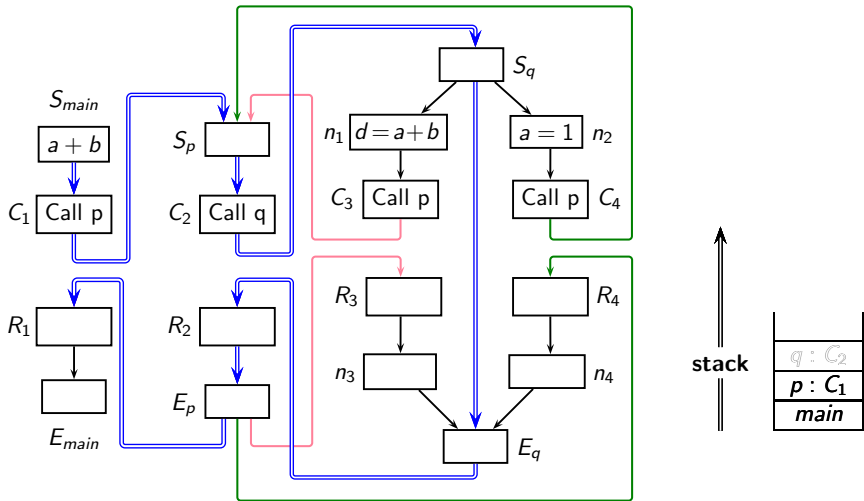 S_q
S_main
a + b
S_p
n_1 d = a+b
a = 1 n_2
C_1 Call p
C_2 Call q
C_3 Call p
Call p C_4
R_1
R_2
R_3
R_4
n_3
n_4
E_p
E_main
E_q
stack
q : C_2
p : C_1
main